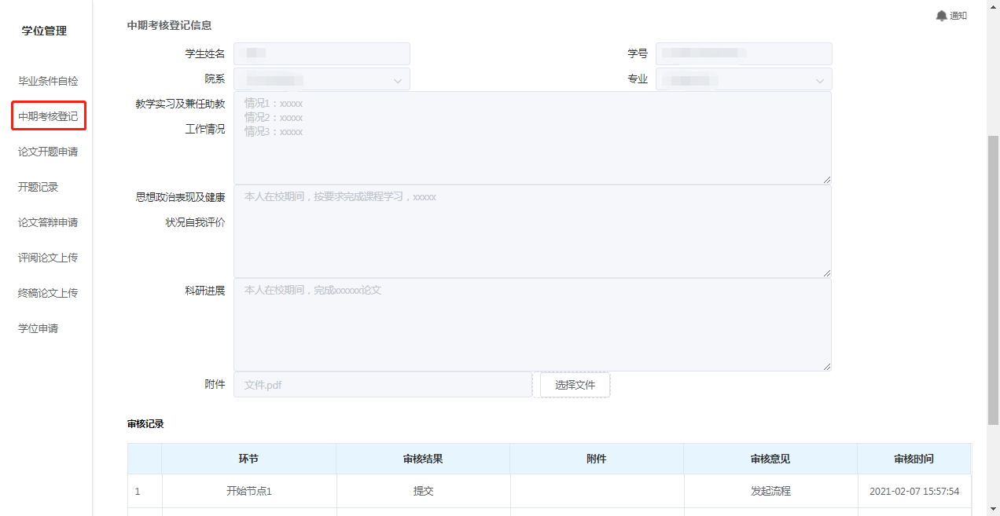 学位管理
毕业条件自检
中期考核登记
论文开题申请
开题记录
论文答辩申请
评阅论文上传
终稿论文上传
学位申请
通知
中期考核登记信息
学生姓名
学号
院系
专业
教学实习及兼任助教
工作情况
情况1：xxxxx
情况2：xxxxx
情况3：xxxxx
思想政治表现及健康
状况自我评价
本人在校期间，按要求完成课程学习，xxxxx
科研进展
本人在校期间，完成xxxxxx论文
附件
文件.pdf
选择文件
审核记录
环节 审核结果 附件 审核意见 审核时间
1 开始节点1 提交 发起流程 2021-02-07 15:57:54